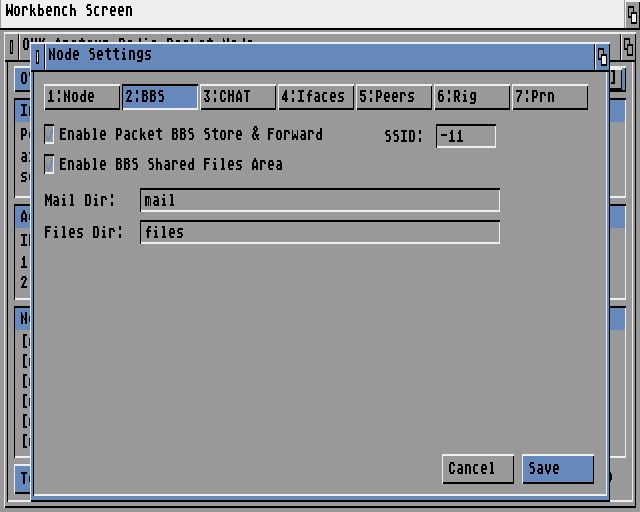 Workbench Screen
Node Settings
1:Node 2:BBS 3:CHAT 4:Ifaces 5:Peers 6:Rig 7:Prn
Enable Packet BBS Store & Forward SSID: -11
Enable BBS Shared Files Area
Mail Dir: mail
Files Dir: files
Cancel Save